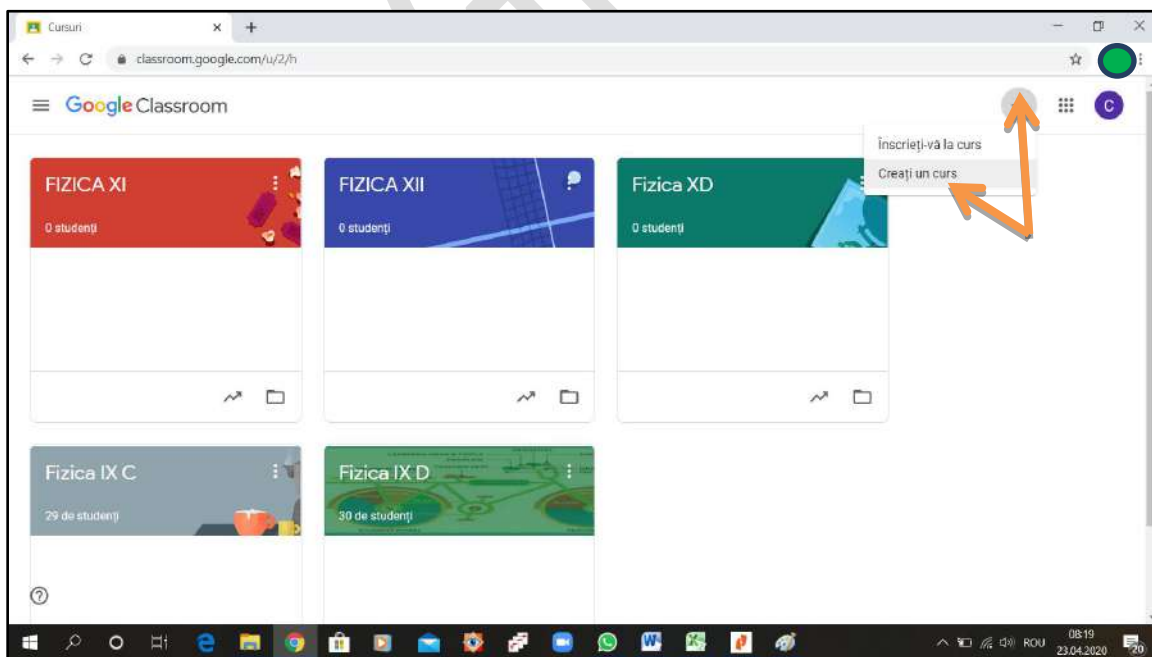 Cursuri
classroom.google.com/u/2/h
Google Classroom
C
Înscrieți-vă la curs
Creați un curs
FIZICA XI
0 studenți
FIZICA XII
0 studenți
Fizica XD
0 studenți
Fizica IX C
29 de studenți
Fizica IX D
30 de studenți
ROU
08:19
23.04.2020
20